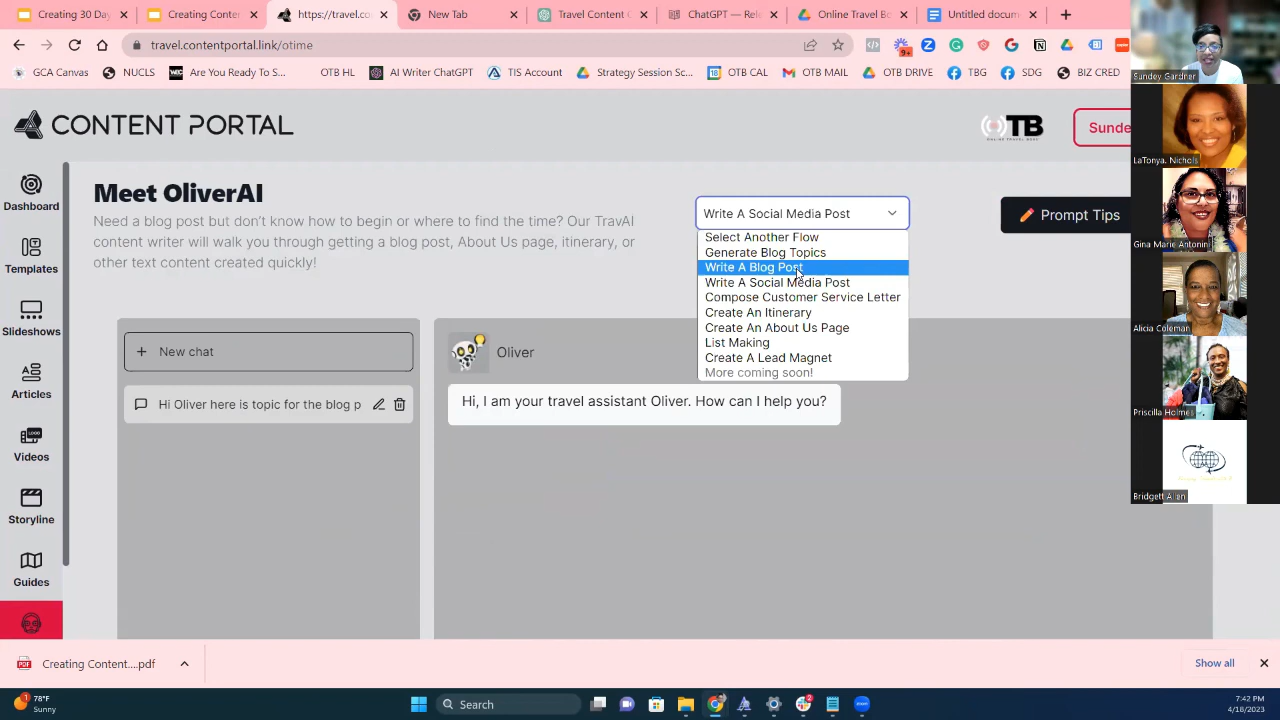 Creating 30 Day
Creating Conter
https://travel.co
New Tab
Travel Content C
ChatGPT — Rec
Online Travel Bo
Untitled docum
travel.contentportal.link/otime
9+
GCA Canvas
NUCLS
Are You Ready To S...
OTB HL
AI Writer ChatGPT
TIS Account
Strategy Session Sc...
OTB CAL
OTB MAIL
OTB DRIVE
TBG
SDG
BIZ CRED
Sundey Gardner
CONTENT PORTAL
OTB
Sunde
LaTonya. Nichols
Dashboard
Templates
Slideshows
Articles
Videos
Storyline
Guides
Meet OliverAI
Need a blog post but don't know how to begin or where to find the time? Our TravAI
content writer will walk you through getting a blog post, About Us page, itinerary, or
other text content created quickly!
Write A Social Media Post
Select Another Flow
Generate Blog Topics
Write A Blog Post
Write A Social Media Post
Compose Customer Service Letter
Create An Itinerary
Create An About Us Page
List Making
Create A Lead Magnet
More coming soon!
Prompt Tips
Gina Marie Antonini
Alicia Coleman
Priscilla Holmes
Bridgett Allen
New chat
Hi Oliver here is topic for the blog p
Oliver
Hi, I am your travel assistant Oliver. How can I help you?
Creating Content....pdf
Show all
78°F
Sunny
Search
7:42 PM
4/18/2023